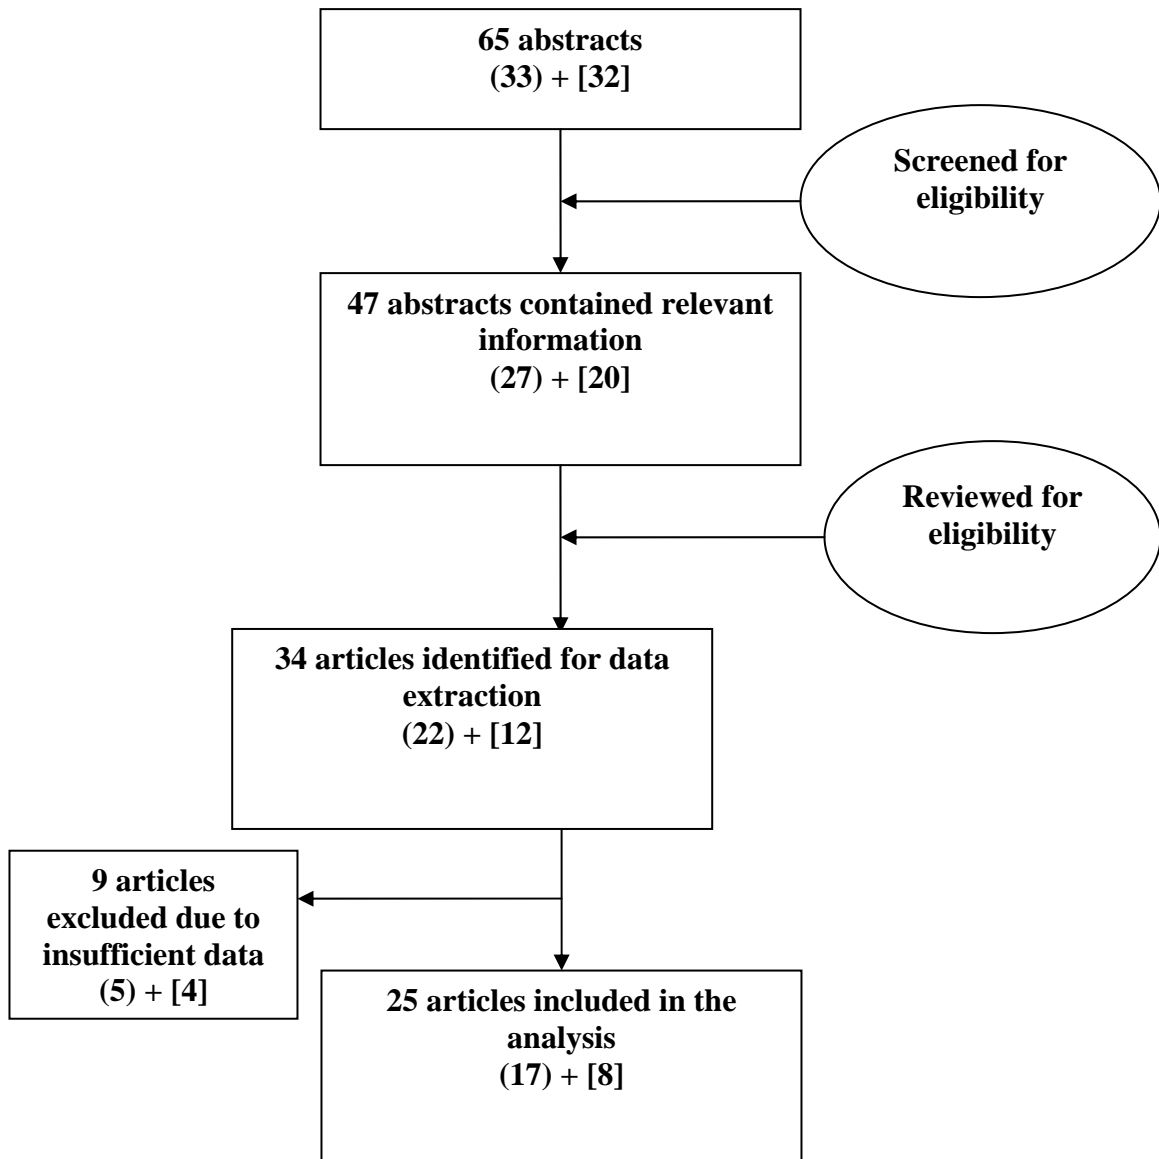 65 abstracts
(33) + [32]
Screened for
eligibility
47 abstracts contained relevant
information
(27) + [20]
Reviewed for
eligibility
34 articles identified for data
extraction
(22) + [12]
9 articles
excluded due to
insufficient data
(5) + [4]
25 articles included in the
analysis
(17) + [8]